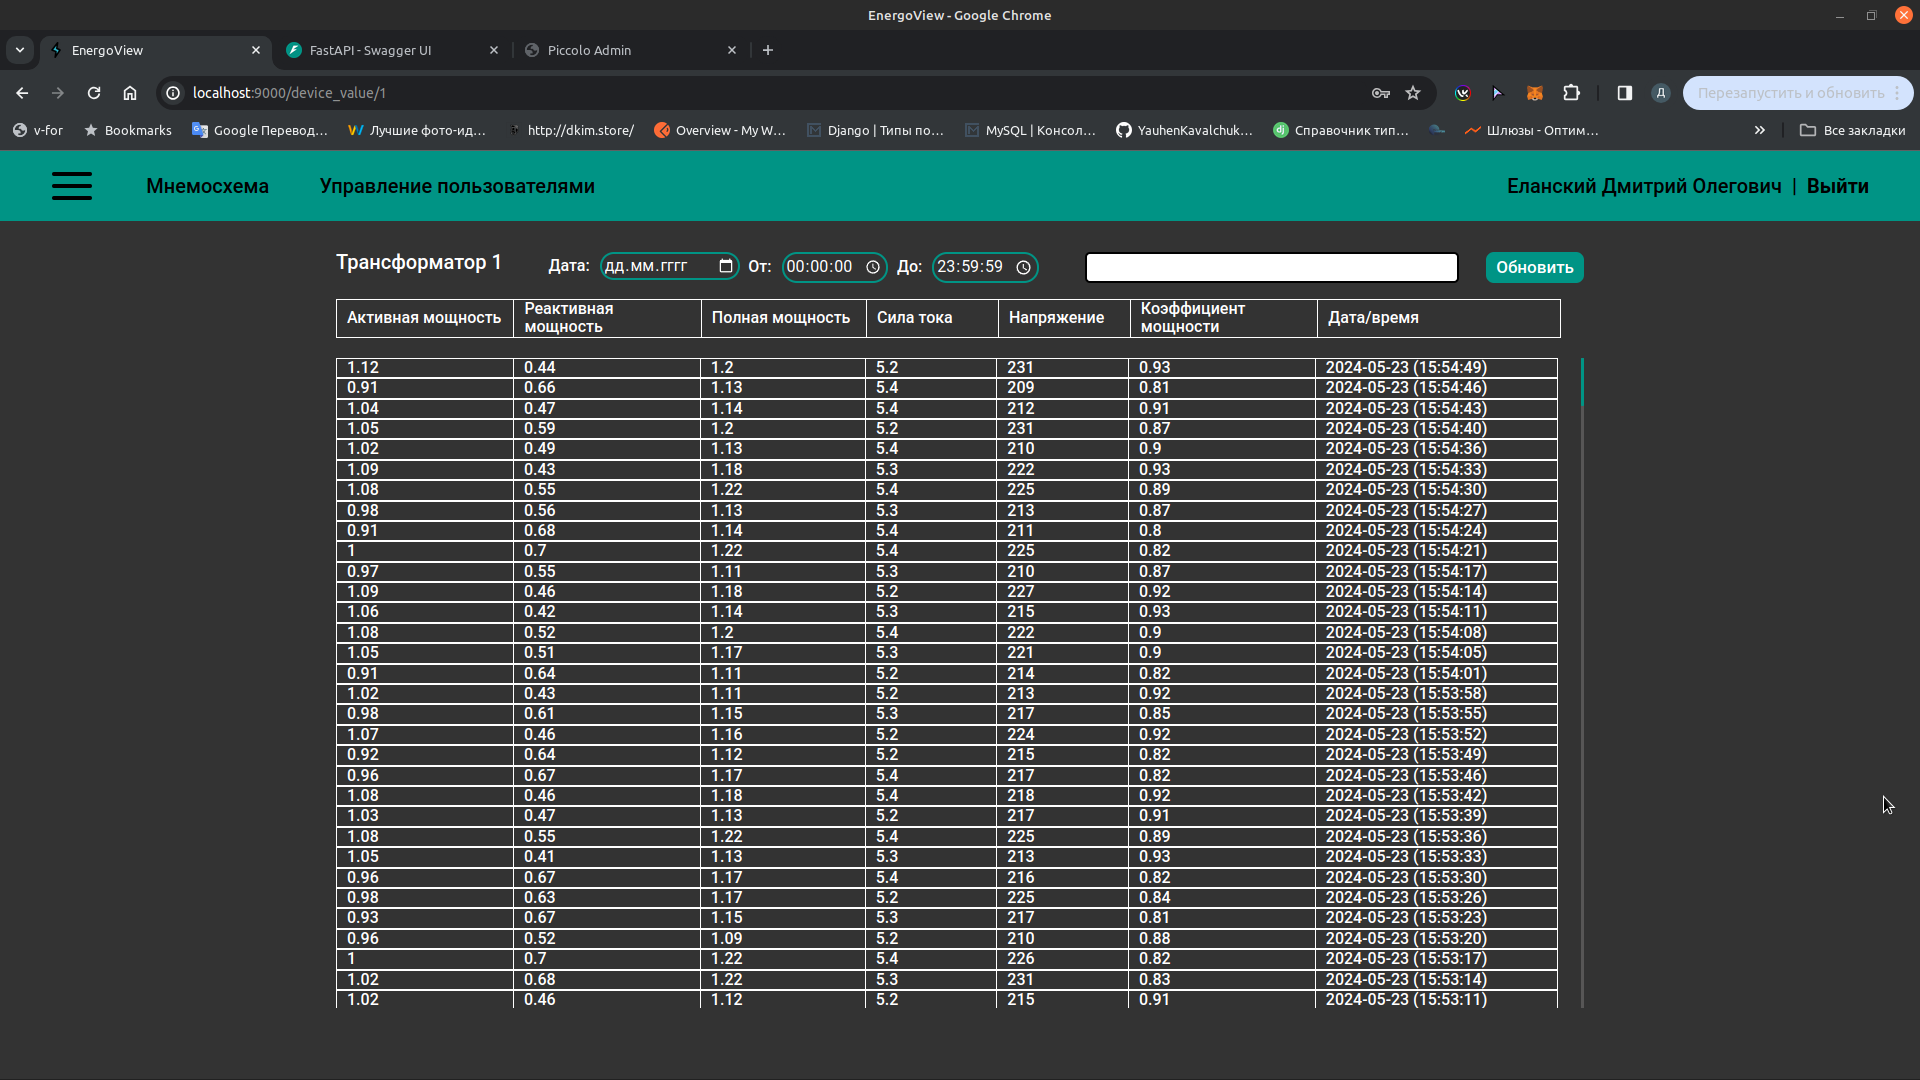 EnergoView - Google Chrome
EnergoView FastAPI - Swagger UI Piccolo Admin
localhost:9000/device_value/1 Д Перезапустить и обновить
v-for Bookmarks Google Перевод... Лучшие фото-ид... http://dkim.store/ Overview - My W... Django | Типы по... MySQL | Консол... YauhenKavalchuk... Справочник тип... Шлюзы - Оптим... Все закладки
Мнемосхема Управление пользователями Еланский Дмитрий Олегович | Выйти
Трансформатор 1 Дата: дд.мм.гггг От: 00:00:00 До: 23:59:59 Обновить
Активная мощность Реактивная мощность Полная мощность Сила тока Напряжение Коэффициент мощности Дата/время
1.12 0.44 1.2 5.2 231 0.93 2024-05-23 (15:54:49)
0.91 0.66 1.13 5.4 209 0.81 2024-05-23 (15:54:46)
1.04 0.47 1.14 5.4 212 0.91 2024-05-23 (15:54:43)
1.05 0.59 1.2 5.2 231 0.87 2024-05-23 (15:54:40)
1.02 0.49 1.13 5.4 210 0.9 2024-05-23 (15:54:36)
1.09 0.43 1.18 5.3 222 0.93 2024-05-23 (15:54:33)
1.08 0.55 1.22 5.4 225 0.89 2024-05-23 (15:54:30)
0.98 0.56 1.13 5.3 213 0.87 2024-05-23 (15:54:27)
0.91 0.68 1.14 5.4 211 0.8 2024-05-23 (15:54:24)
1 0.7 1.22 5.4 225 0.82 2024-05-23 (15:54:21)
0.97 0.55 1.11 5.3 210 0.87 2024-05-23 (15:54:17)
1.09 0.46 1.18 5.2 227 0.92 2024-05-23 (15:54:14)
1.06 0.42 1.14 5.3 215 0.93 2024-05-23 (15:54:11)
1.08 0.52 1.2 5.4 222 0.9 2024-05-23 (15:54:08)
1.05 0.51 1.17 5.3 221 0.9 2024-05-23 (15:54:05)
0.91 0.64 1.11 5.2 214 0.82 2024-05-23 (15:54:01)
1.02 0.43 1.11 5.2 213 0.92 2024-05-23 (15:53:58)
0.98 0.61 1.15 5.3 217 0.85 2024-05-23 (15:53:55)
1.07 0.46 1.16 5.2 224 0.92 2024-05-23 (15:53:52)
0.92 0.64 1.12 5.2 215 0.82 2024-05-23 (15:53:49)
0.96 0.67 1.17 5.4 217 0.82 2024-05-23 (15:53:46)
1.08 0.46 1.18 5.4 218 0.92 2024-05-23 (15:53:42)
1.03 0.47 1.13 5.2 217 0.91 2024-05-23 (15:53:39)
1.08 0.55 1.22 5.4 225 0.89 2024-05-23 (15:53:36)
1.05 0.41 1.13 5.3 213 0.93 2024-05-23 (15:53:33)
0.96 0.67 1.17 5.4 216 0.82 2024-05-23 (15:53:30)
0.98 0.63 1.17 5.2 225 0.84 2024-05-23 (15:53:26)
0.93 0.67 1.15 5.3 217 0.81 2024-05-23 (15:53:23)
0.96 0.52 1.09 5.2 210 0.88 2024-05-23 (15:53:20)
1 0.7 1.22 5.4 226 0.82 2024-05-23 (15:53:17)
1.02 0.68 1.22 5.3 231 0.83 2024-05-23 (15:53:14)
1.02 0.46 1.12 5.2 215 0.91 2024-05-23 (15:53:11)